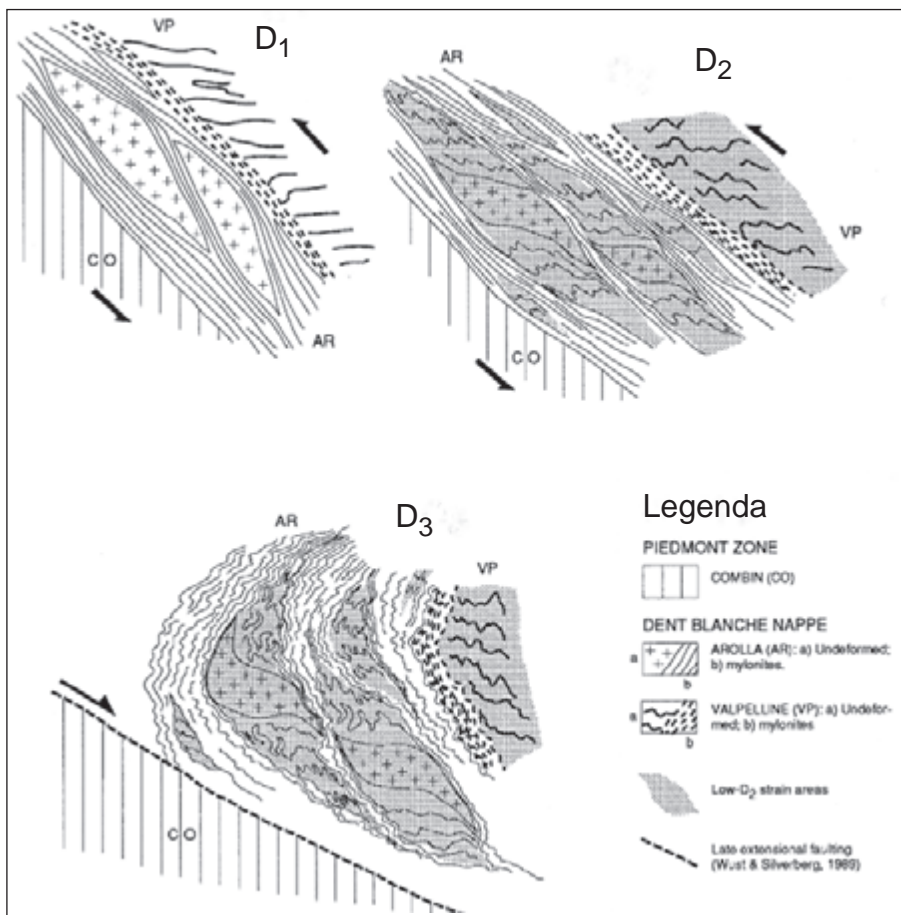 VP
D1
AR
CO
AR
D2
AR
VP
CO
D3
AR
VP
CO
Legenda
PIEDMONT ZONE
COMBIN (CO)
DENT BLANCHE NAPPE
a
b
AROLLA (AR): a) Undeformed;
b) mylonites.
a
b
VALPELLINE (VP): a) Undefor-
med; b) mylonites
Low-D2 strain areas
Late extensional faulting
(Wust & Silverberg, 1989)